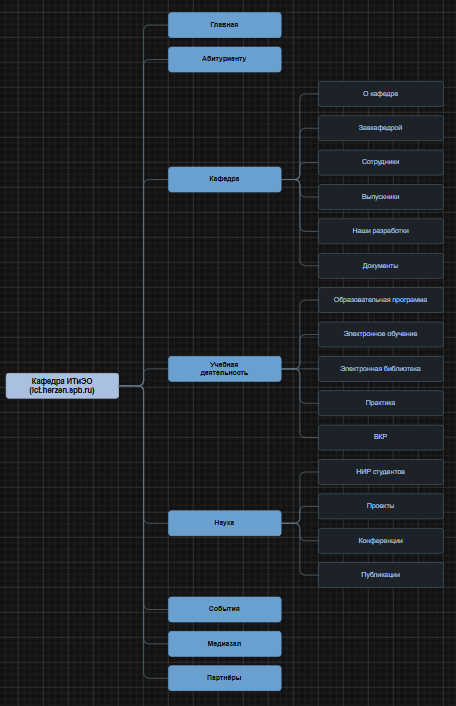 Главная
Абитуриенту
О кафедре
Завкафедрой
Сотрудники
Кафедра
Выпускники
Наши разработки
Документы
Образовательная программа
Электронное обучение
Учебная
деятельность
Электронная библиотека
Кафедра ИТиЭО
(ict.herzen.spb.ru)
Практика
ВКР
НИР студентов
Проекты
Наука
Конференции
Публикации
События
Медиазал
Партнёры